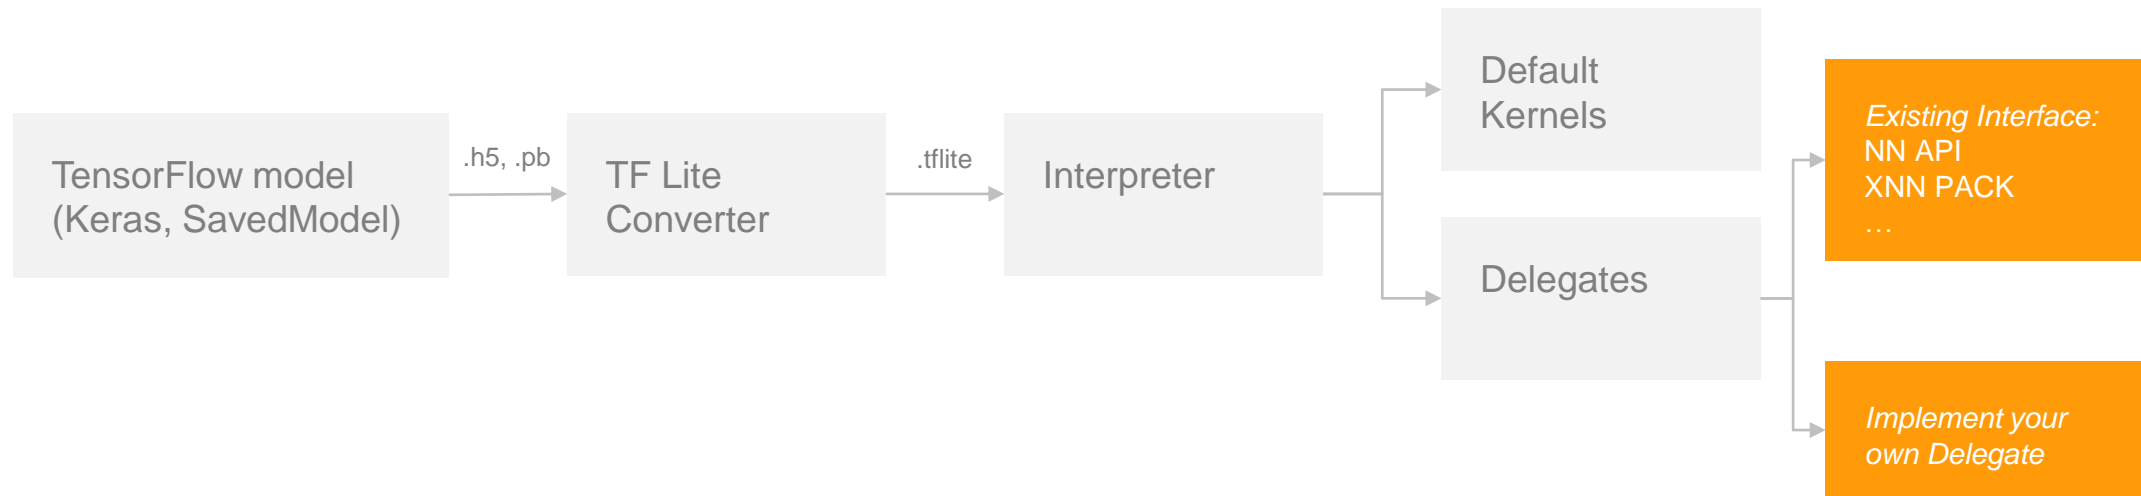 TensorFlow model
(Keras, SavedModel)
.h5, .pb
TF Lite
Converter
.tflite
Interpreter
Default
Kernels
Delegates
Existing Interface:
NN API
XNN PACK
…
Implement your
own Delegate